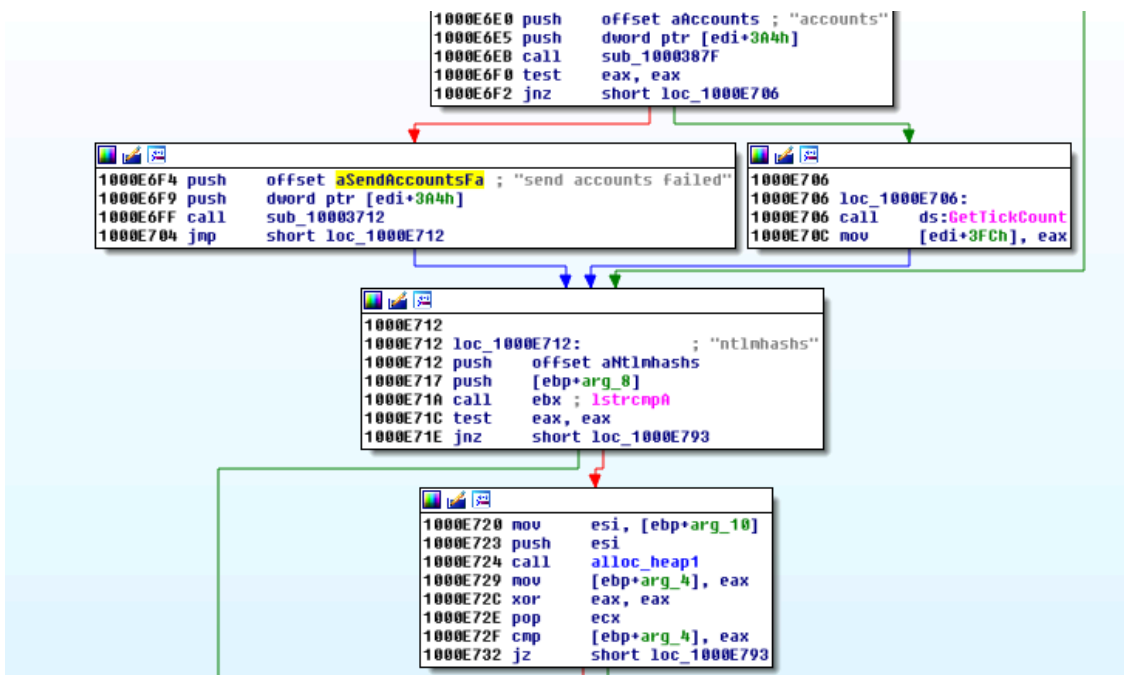 1000E6E0 push offset aAccounts ; "accounts"
1000E6E5 push dword ptr [edi+3A4h]
1000E6EB call sub_1000387F
1000E6F0 test eax, eax
1000E6F2 jnz short loc_1000E706
1000E6F4 push offset aSendAccountsFa ; "send accounts failed"
1000E6F9 push dword ptr [edi+3A4h]
1000E6FF call sub_10003712
1000E704 jmp short loc_1000E712
1000E706
1000E706 loc_1000E706:
1000E706 call ds:GetTickCount
1000E70C mov [edi+3FCh], eax
1000E712
1000E712 loc_1000E712: ; "ntlmhashs"
1000E712 push offset aNtlmhashs
1000E717 push [ebp+arg_8]
1000E71A call ebx ; lstrcmpA
1000E71C test eax, eax
1000E71E jnz short loc_1000E793
1000E720 mov esi, [ebp+arg_10]
1000E723 push esi
1000E724 call alloc_heap1
1000E729 mov [ebp+arg_4], eax
1000E72C xor eax, eax
1000E72E pop ecx
1000E72F cmp [ebp+arg_4], eax
1000E732 jz short loc_1000E793